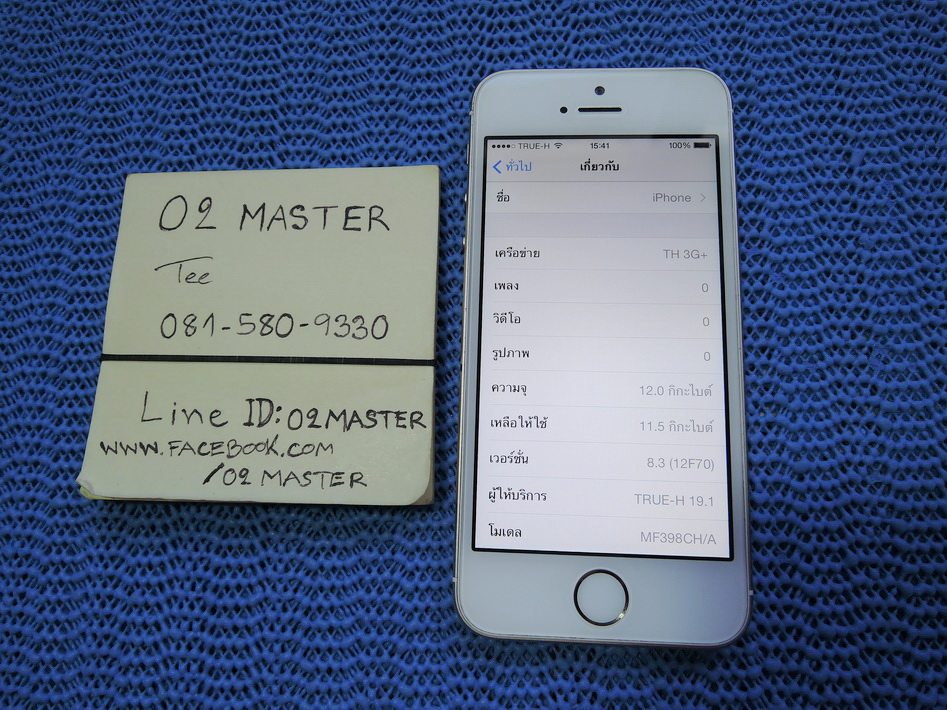 O2 MASTER
Tee
081-580-9330
Line ID: O2MASTER
WWW.FACEBOOK.COM
/O2 MASTER
TRUE-H 15:41 100%
ทั่วไป เกี่ยวกับ
ชื่อ iPhone
เครือข่าย TH 3G+
เพลง 0
วิดีโอ 0
รูปภาพ 0
ความจุ 12.0 กิกะไบต์
เหลือให้ใช้ 11.5 กิกะไบต์
เวอร์ชั่น 8.3 (12F70)
ผู้ให้บริการ TRUE-H 19.1
โมเดล MF398CH/A